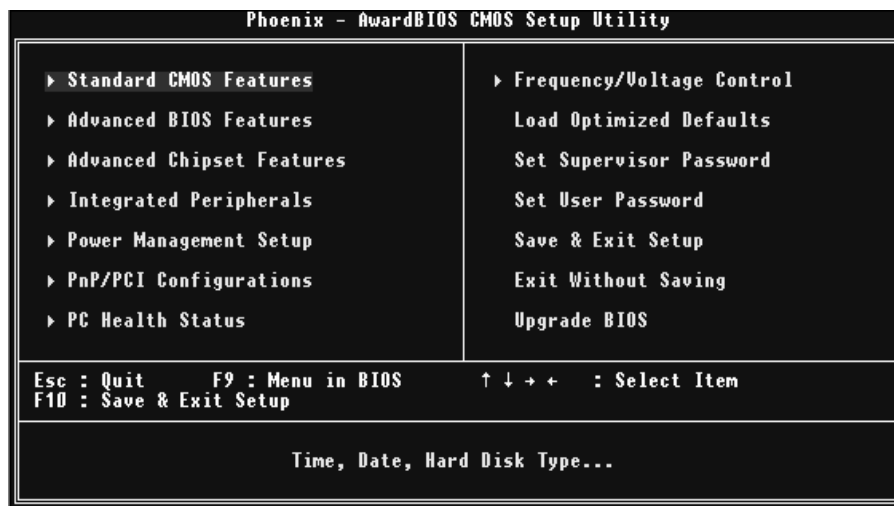 Phoenix - AwardBIOS CMOS Setup Utility
▸ Standard CMOS Features
▸ Advanced BIOS Features
▸ Advanced Chipset Features
▸ Integrated Peripherals
▸ Power Management Setup
▸ PnP/PCI Configurations
▸ PC Health Status
▸ Frequency/Voltage Control
Load Optimized Defaults
Set Supervisor Password
Set User Password
Save & Exit Setup
Exit Without Saving
Upgrade BIOS
Esc : Quit F9 : Menu in BIOS ↑ ↓ → ← : Select Item
F10 : Save & Exit Setup
Time, Date, Hard Disk Type...